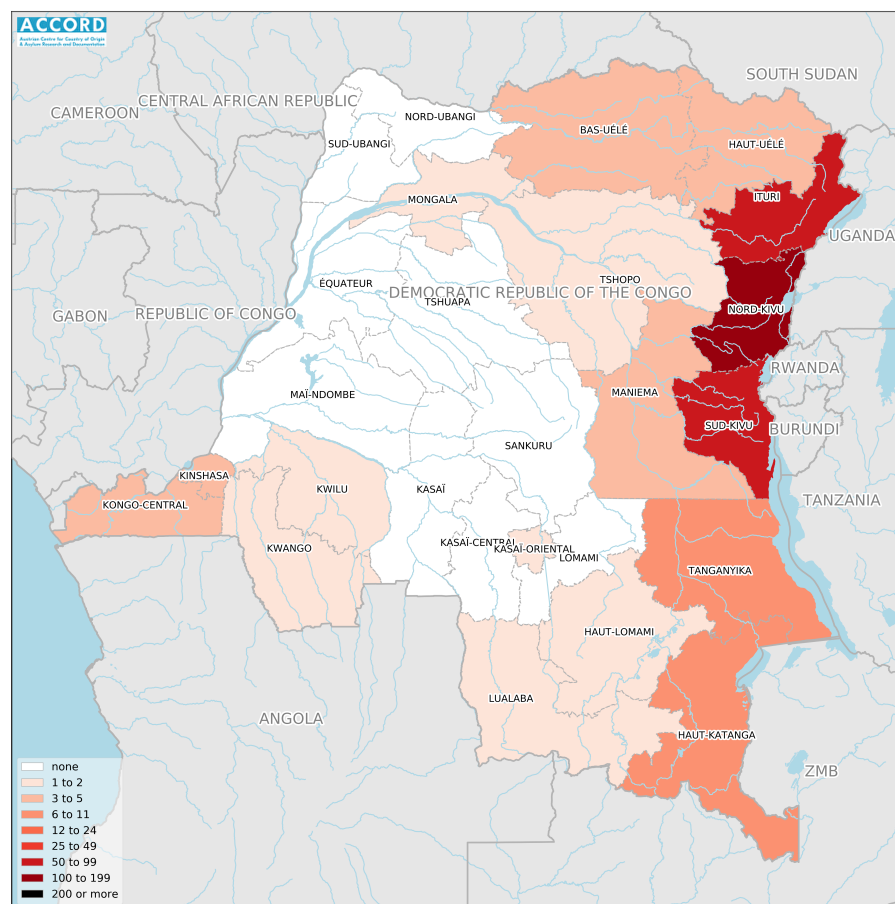 ACCORD
Austrian Centre for Country of Origin
& Asylum Research and Documentation
SOUTH SUDAN
CENTRAL AFRICAN REPUBLIC
CAMEROON
NORD-UBANGI
BAS-UÉLÉ
SUD-UBANGI
HAUT-UÉLÉ
ITURI
MONGALA
UGANDA
TSHOPO
ÉQUATEUR
DEMOCRATIC REPUBLIC OF THE CONGO
TSHUAPA
NORD-KIVU
GABON
REPUBLIC OF CONGO
RWANDA
MANIEMA
MAÏ-NDOMBE
SUD-KIVU
BURUNDI
SANKURU
KINSHASA
KWILU
KASAÏ
TANZANIA
KONGO-CENTRAL
KASAÏ-CENTRAL
KASAÏ-ORIENTAL
KWANGO
LOMAMI
TANGANYIKA
HAUT-LOMAMI
LUALABA
ANGOLA
HAUT-KATANGA
ZMB
none
1 to 2
3 to 5
6 to 11
12 to 24
25 to 49
50 to 99
100 to 199
200 or more